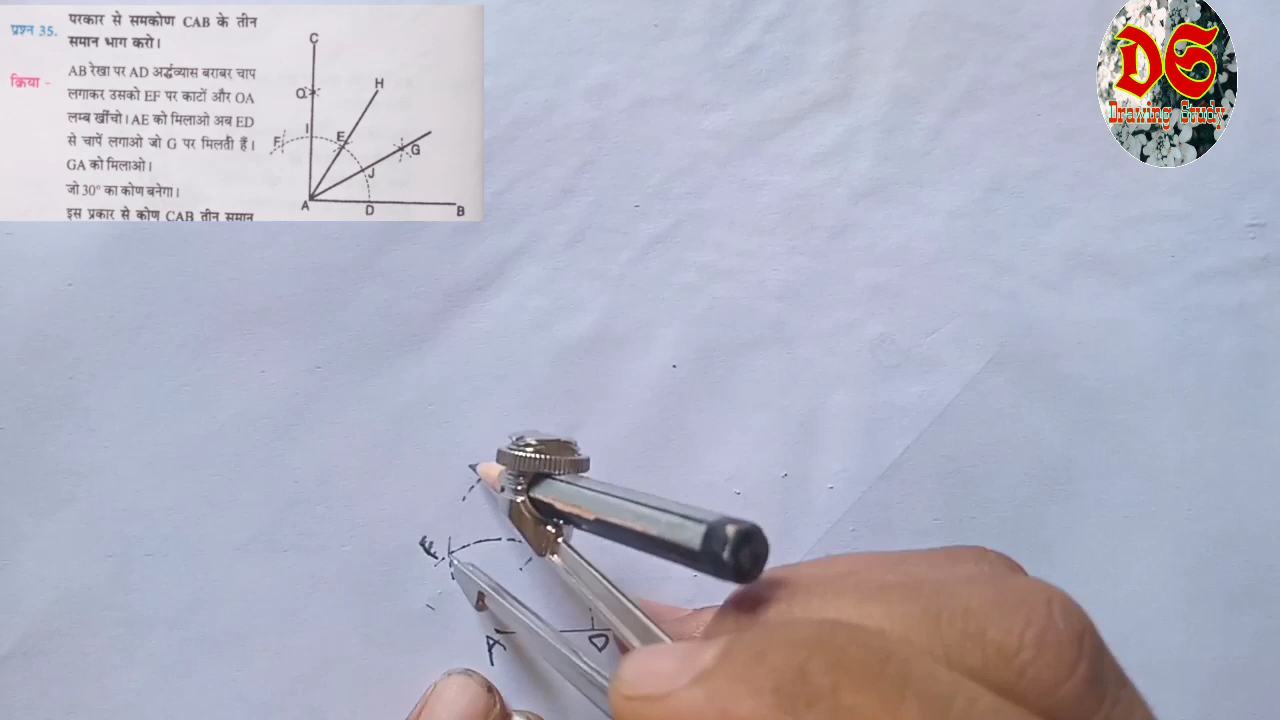 प्रश्न 35. परकार से समकोण CAB के तीन
समान भाग करो।
क्रिया - AB रेखा पर AD अर्द्धव्यास बराबर चाप
लगाकर उसको EF पर काटों और OA
लम्ब खींचो। AE को मिलाओ अब ED
से चापें लगाओ जो G पर मिलती हैं।
GA को मिलाओ।
जो 30° का कोण बनेगा।
इस प्रकार से कोण CAB तीन समान
C
H
O
F
I
E
G
J
A
D
B
DS
Drawing Study
F
A
D